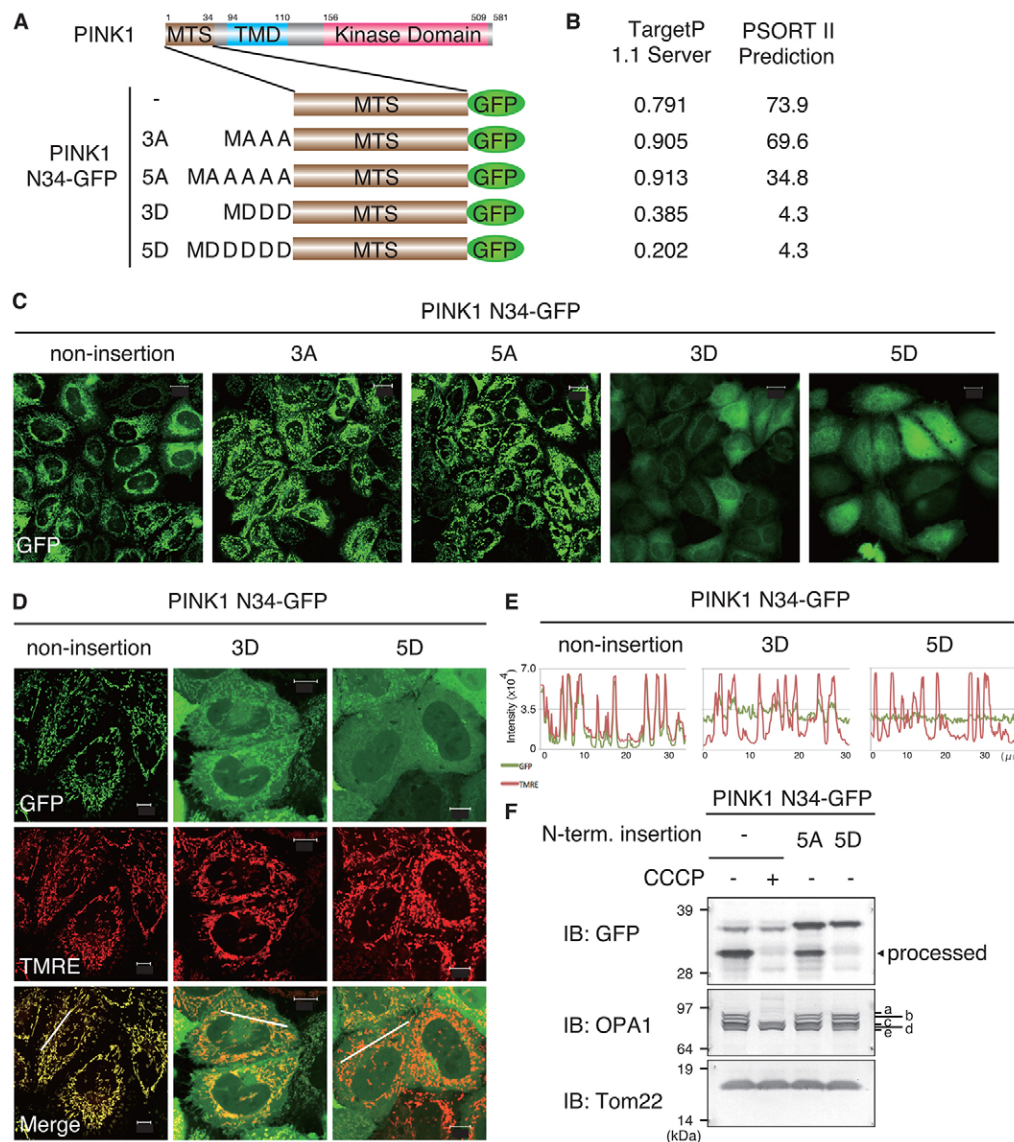 A
1 34 94 110 156 509 581
PINK1 MTS TMD Kinase Domain
PINK1
N34-GFP
- MTS GFP
3A MAAA MTS GFP
5A MAAAAA MTS GFP
3D MDDD MTS GFP
5D MDDDDD MTS GFP
B
TargetP
1.1 Server
PSORT II
Prediction
0.791 73.9
0.905 69.6
0.913 34.8
0.385 4.3
0.202 4.3
C
PINK1 N34-GFP
non-insertion 3A 5A 3D 5D
GFP
D
PINK1 N34-GFP
non-insertion 3D 5D
GFP
TMRE
Merge
E
PINK1 N34-GFP
non-insertion 3D 5D
Intensity (x10⁴)
7.0
3.5
0
0 10 20 30
0 10 20 30
0 10 20 30
GFP
TMRE
F
PINK1 N34-GFP
N-term. insertion - 5A 5D
CCCP - + - -
IB: GFP
39
28
processed
IB: OPA1
97
64
a
b
c
d
e
IB: Tom22
19
14
(kDa)